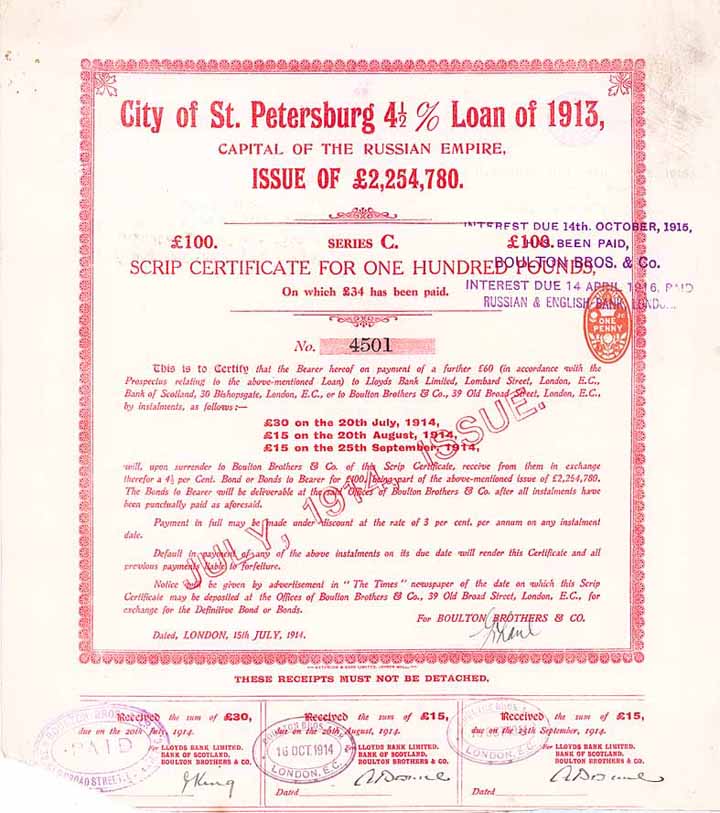 City of St. Petersburg 4½ % Loan of 1913,
CAPITAL OF THE RUSSIAN EMPIRE,
ISSUE OF £2,254,780.
INTEREST DUE 14th. OCTOBER, 1915,
HAS BEEN PAID,
BOULTON BROS. & Co.
INTEREST DUE 14 APRIL 1916, PAID
RUSSIAN & ENGLISH BANK, LONDON
£100. SERIES C. £100.
SCRIP CERTIFICATE FOR ONE HUNDRED POUNDS,
On which £34 has been paid.
ONE
PENNY
No. 4501
This is to Certify that the Bearer hereof on payment of a further £60 (in accordance with the
Prospectus relating to the above-mentioned Loan) to Lloyds Bank Limited, Lombard Street, London, E.C.,
Bank of Scotland, 30 Bishopsgate, London, E.C., or to Boulton Brothers & Co., 39 Old Broad Street, London, E.C.,
by instalments, as follows:—
£30 on the 20th July, 1914,
£15 on the 20th August, 1914,
£15 on the 25th September, 1914,
will, upon surrender to Boulton Brothers & Co. of this Scrip Certificate, receive from them in exchange
therefor a 4½ per Cent. Bond or Bonds to Bearer for £100, being part of the above-mentioned issue of £2,254,780.
The Bonds to Bearer will be deliverable at the said Offices of Boulton Brothers & Co. after all instalments have
been punctually paid as aforesaid.
Payment in full may be made under discount at the rate of 3 per cent. per annum on any instalment
date.
Default in payment of any of the above instalments on its due date will render this Certificate and all
previous payments liable to forfeiture.
Notice will be given by advertisement in "The Times" newspaper of the date on which this Scrip
Certificate may be deposited at the Offices of Boulton Brothers & Co., 39 Old Broad Street, London, E.C., for
exchange for the Definitive Bond or Bonds.
JULY, 1914, ISSUE.
For BOULTON BROTHERS & CO.
Dated, LONDON, 15th JULY, 1914.
THESE RECEIPTS MUST NOT BE DETACHED.
Received the sum of £30,
due on the 20th July, 1914.
For LLOYDS BANK LIMITED.
BANK OF SCOTLAND.
BOULTON BROTHERS & CO.
BOULTON BROS
PAID
BROAD STREET,
Received the sum of £15,
due on the 20th August, 1914.
For LLOYDS BANK LIMITED.
BANK OF SCOTLAND.
BOULTON BROTHERS & CO.
16 OCT. 1914
LONDON, E.C.
Dated
Received the sum of £15,
due on the 25th September, 1914.
For LLOYDS BANK LIMITED.
BANK OF SCOTLAND.
BOULTON BROTHERS & CO.
LONDON, E.C.
Dated